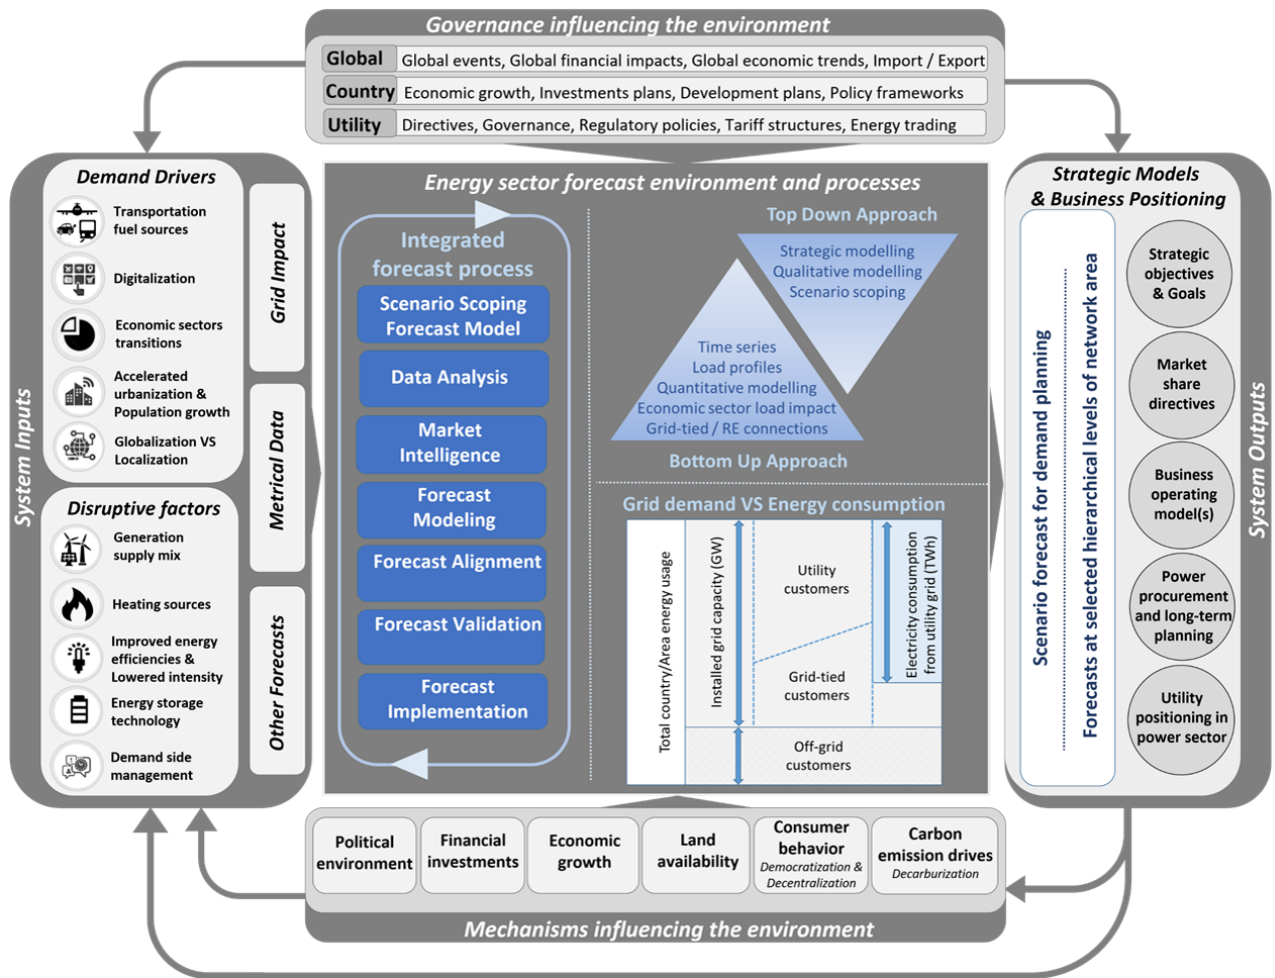 Governance influencing the environment
Global
Global events, Global financial impacts, Global economic trends, Import / Export
Country
Economic growth, Investments plans, Development plans, Policy frameworks
Utility
Directives, Governance, Regulatory policies, Tariff structures, Energy trading
System Inputs
Demand Drivers
Transportation
fuel sources
Digitalization
Economic sectors
transitions
Accelerated
urbanization &
Population growth
Globalization VS
Localization
Disruptive factors
Generation
supply mix
Heating sources
Improved energy
efficiencies &
Lowered intensity
Energy storage
technology
Demand side
management
Grid Impact
Metrical Data
Other Forecasts
Energy sector forecast environment and processes
Integrated
forecast process
Scenario Scoping
Forecast Model
Data Analysis
Market
Intelligence
Forecast
Modeling
Forecast Alignment
Forecast Validation
Forecast
Implementation
Top Down Approach
Strategic modelling
Qualitative modelling
Scenario scoping
Time series
Load profiles
Quantitative modelling
Economic sector load impact
Grid-tied / RE connections
Bottom Up Approach
Grid demand VS Energy consumption
Total country/Area energy usage
Installed grid capacity (GW)
Utility
customers
Grid-tied
customers
Off-grid
customers
Electricity consumption
from utility grid (TWh)
Strategic Models
& Business Positioning
Scenario forecast for demand planning
Forecasts at selected hierarchical levels of network area
Strategic
objectives
& Goals
Market
share
directives
Business
operating
model(s)
Power
procurement
and long-term
planning
Utility
positioning in
power sector
System Outputs
Political
environment
Financial
investments
Economic
growth
Land
availability
Consumer
behavior
Democratization &
Decentralization
Carbon
emission drives
Decarburization
Mechanisms influencing the environment